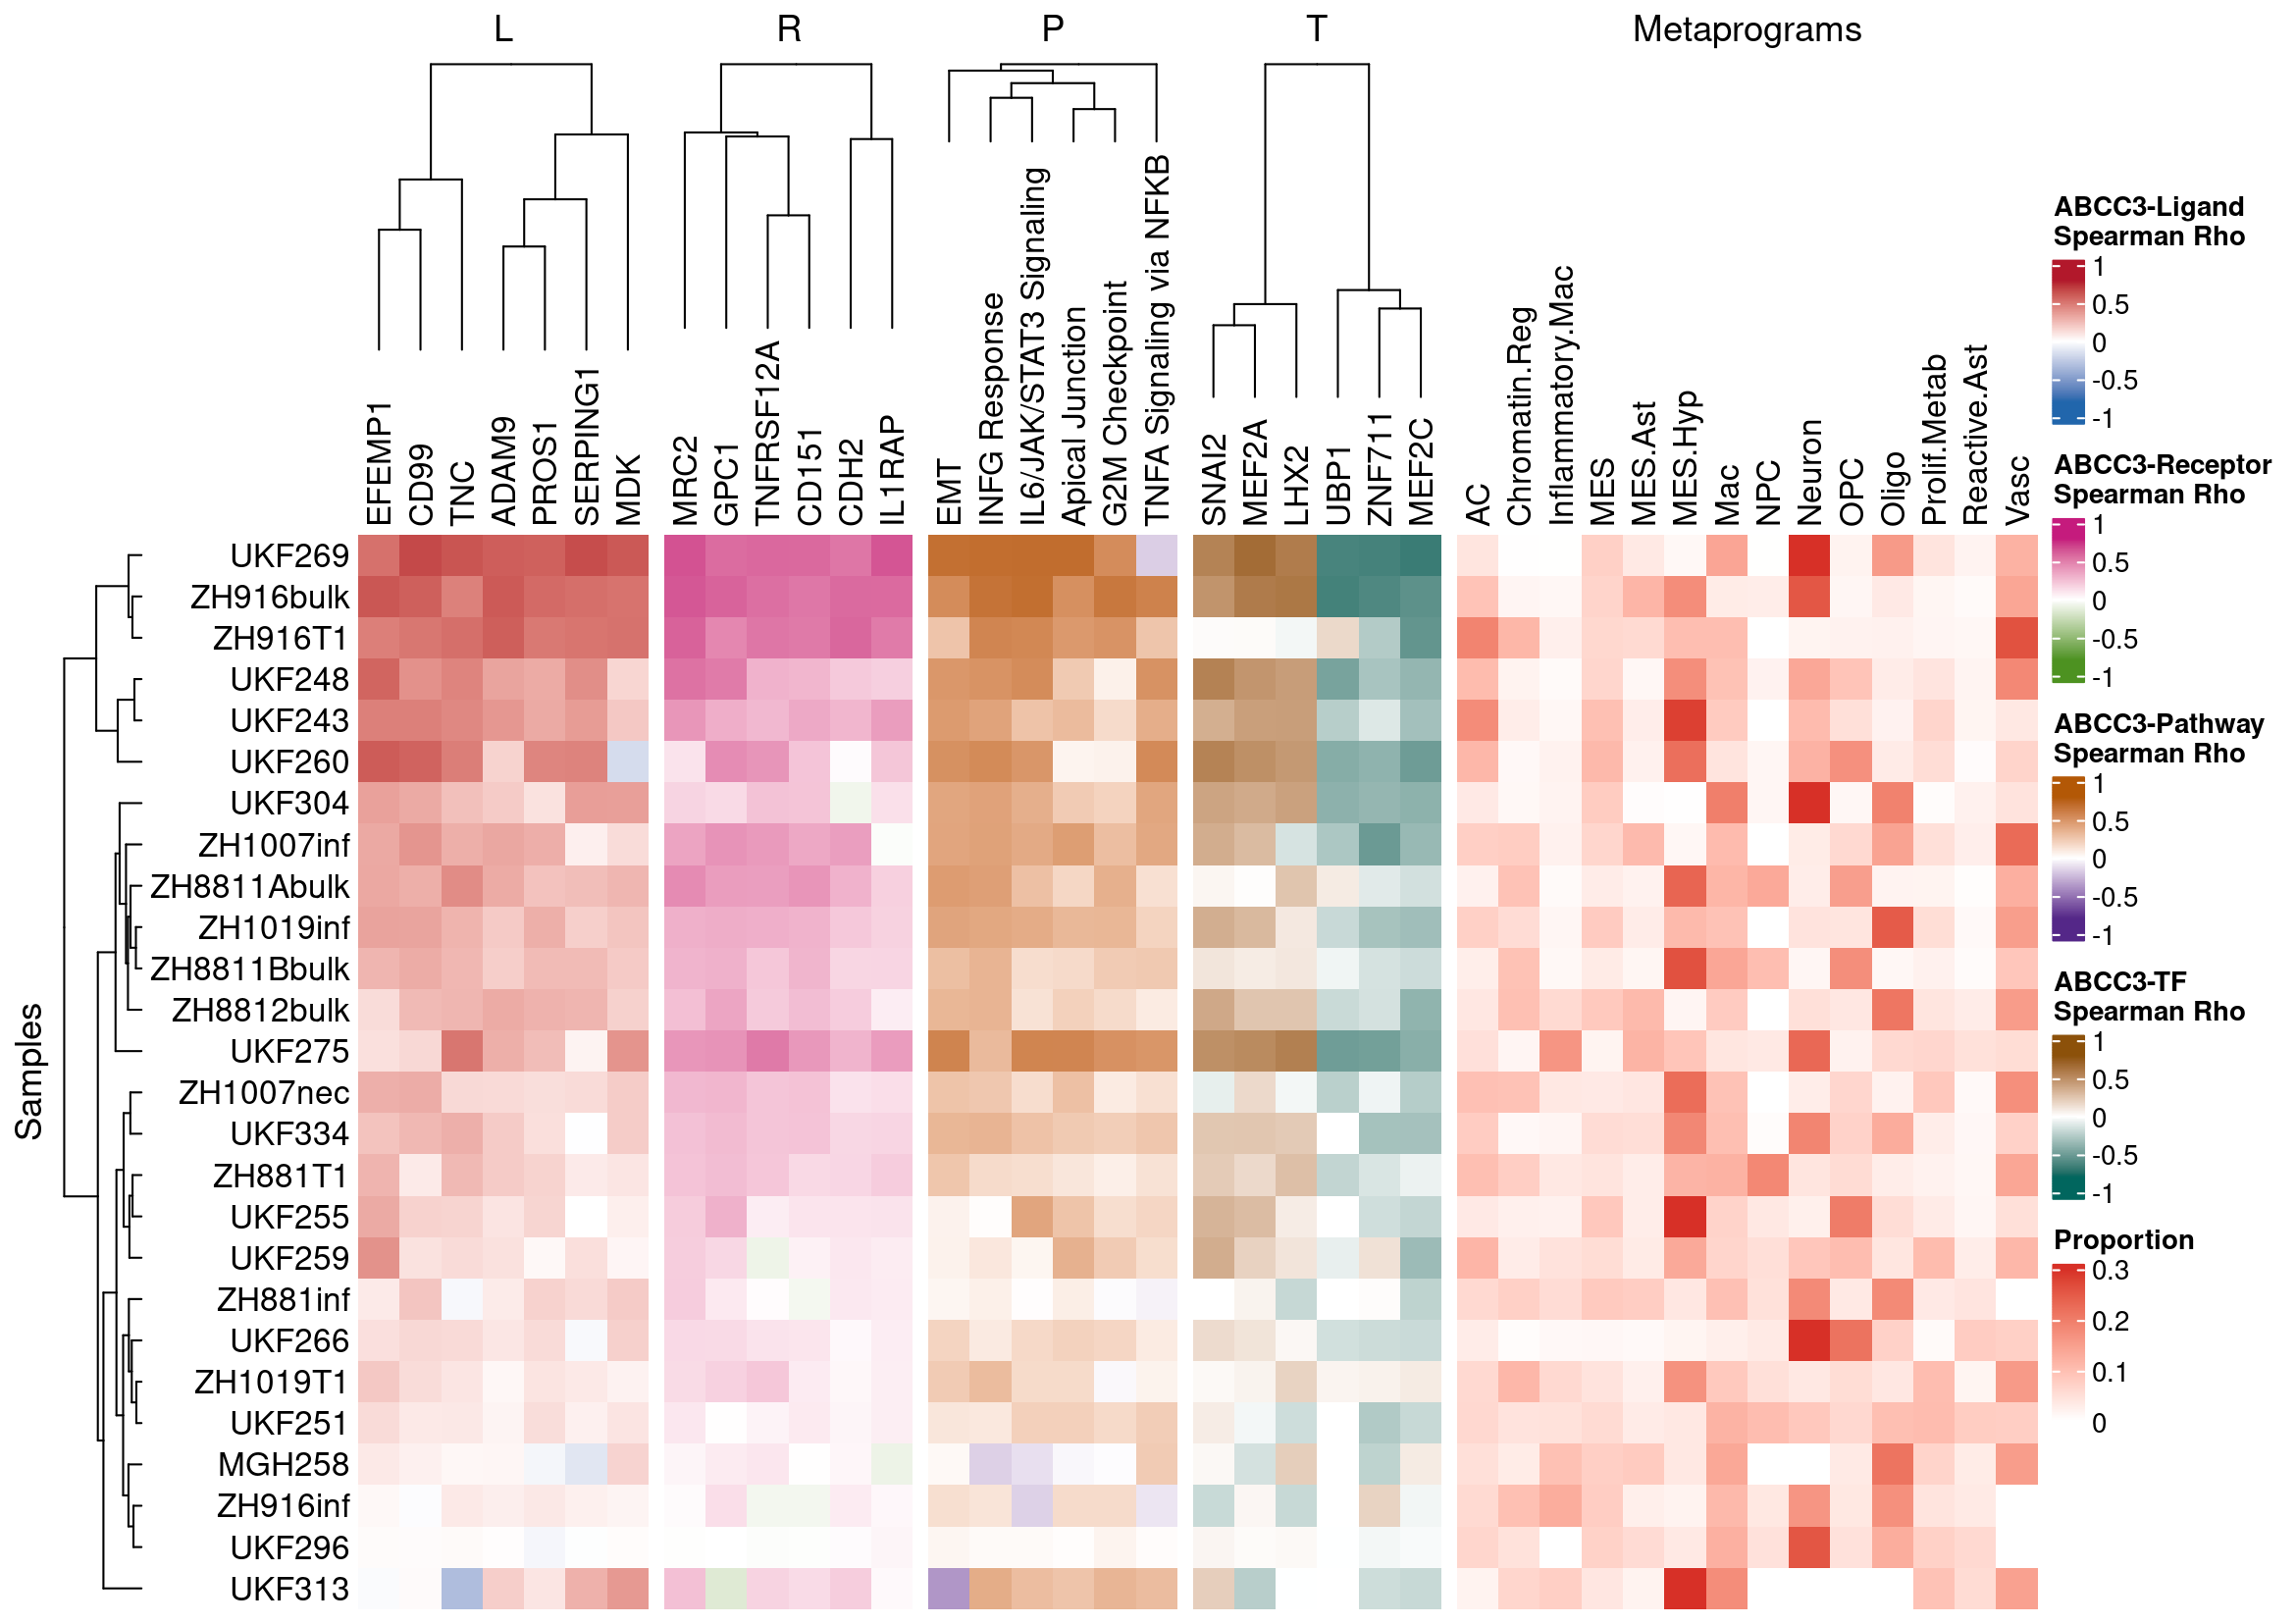 L
R
P
T
Metaprograms
EFEMP1
CD99
TNC
ADAM9
PROS1
SERPING1
MDK
MRC2
GPC1
TNFRSF12A
CD151
CDH2
IL1RAP
EMT
INFG Response
IL6/JAK/STAT3 Signaling
Apical Junction
G2M Checkpoint
TNFA Signaling via NFKB
SNAI2
MEF2A
LHX2
UBP1
ZNF711
MEF2C
AC
Chromatin.Reg
Inflammatory.Mac
MES
MES.Ast
MES.Hyp
Mac
NPC
Neuron
OPC
Oligo
Prolif.Metab
Reactive.Ast
Vasc
Samples
UKF269
ZH916bulk
ZH916T1
UKF248
UKF243
UKF260
UKF304
ZH1007inf
ZH8811Abulk
ZH1019inf
ZH8811Bbulk
ZH8812bulk
UKF275
ZH1007nec
UKF334
ZH881T1
UKF255
UKF259
ZH881inf
UKF266
ZH1019T1
UKF251
MGH258
ZH916inf
UKF296
UKF313
ABCC3-Ligand
Spearman Rho
1
0.5
0
-0.5
-1
ABCC3-Receptor
Spearman Rho
1
0.5
0
-0.5
-1
ABCC3-Pathway
Spearman Rho
1
0.5
0
-0.5
-1
ABCC3-TF
Spearman Rho
1
0.5
0
-0.5
-1
Proportion
0.3
0.2
0.1
0